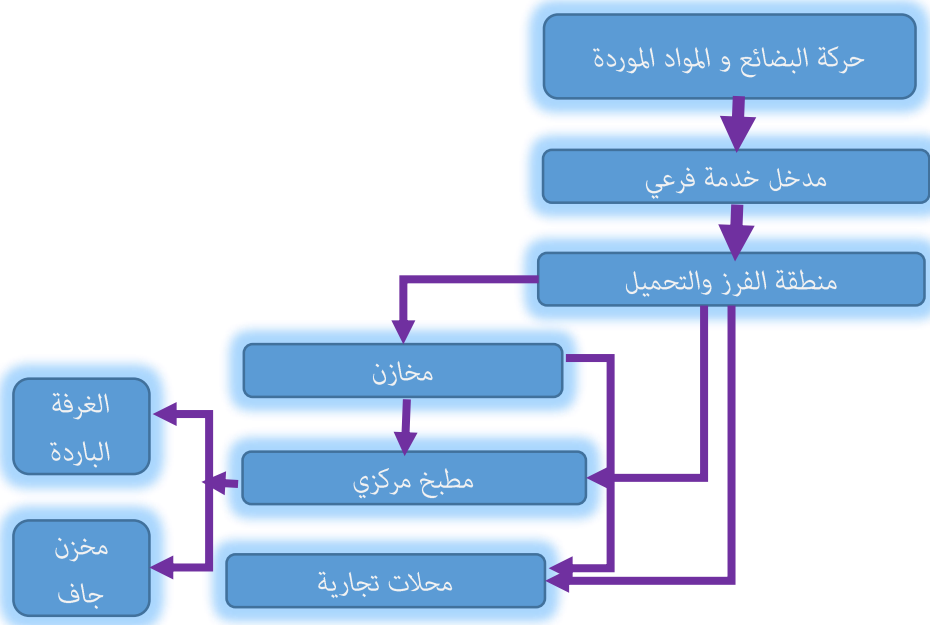 حركة البضائع و المواد الموردة
مدخل خدمة فرعي
منطقة الفرز والتحميل
مخازن
الغرفة
الباردة
مطبخ مركزي
مخزن
جاف
محلات تجارية